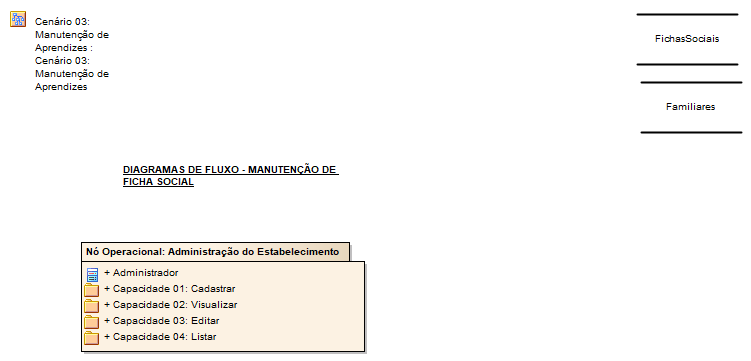 Cenário 03:
Manutenção de
Aprendizes :
Cenário 03:
Manutenção de
Aprendizes
FichasSociais
Familiares
DIAGRAMAS DE FLUXO - MANUTENÇÃO DE
FICHA SOCIAL
Nó Operacional: Administração do Estabelecimento
+ Administrador
+ Capacidade 01: Cadastrar
+ Capacidade 02: Visualizar
+ Capacidade 03: Editar
+ Capacidade 04: Listar